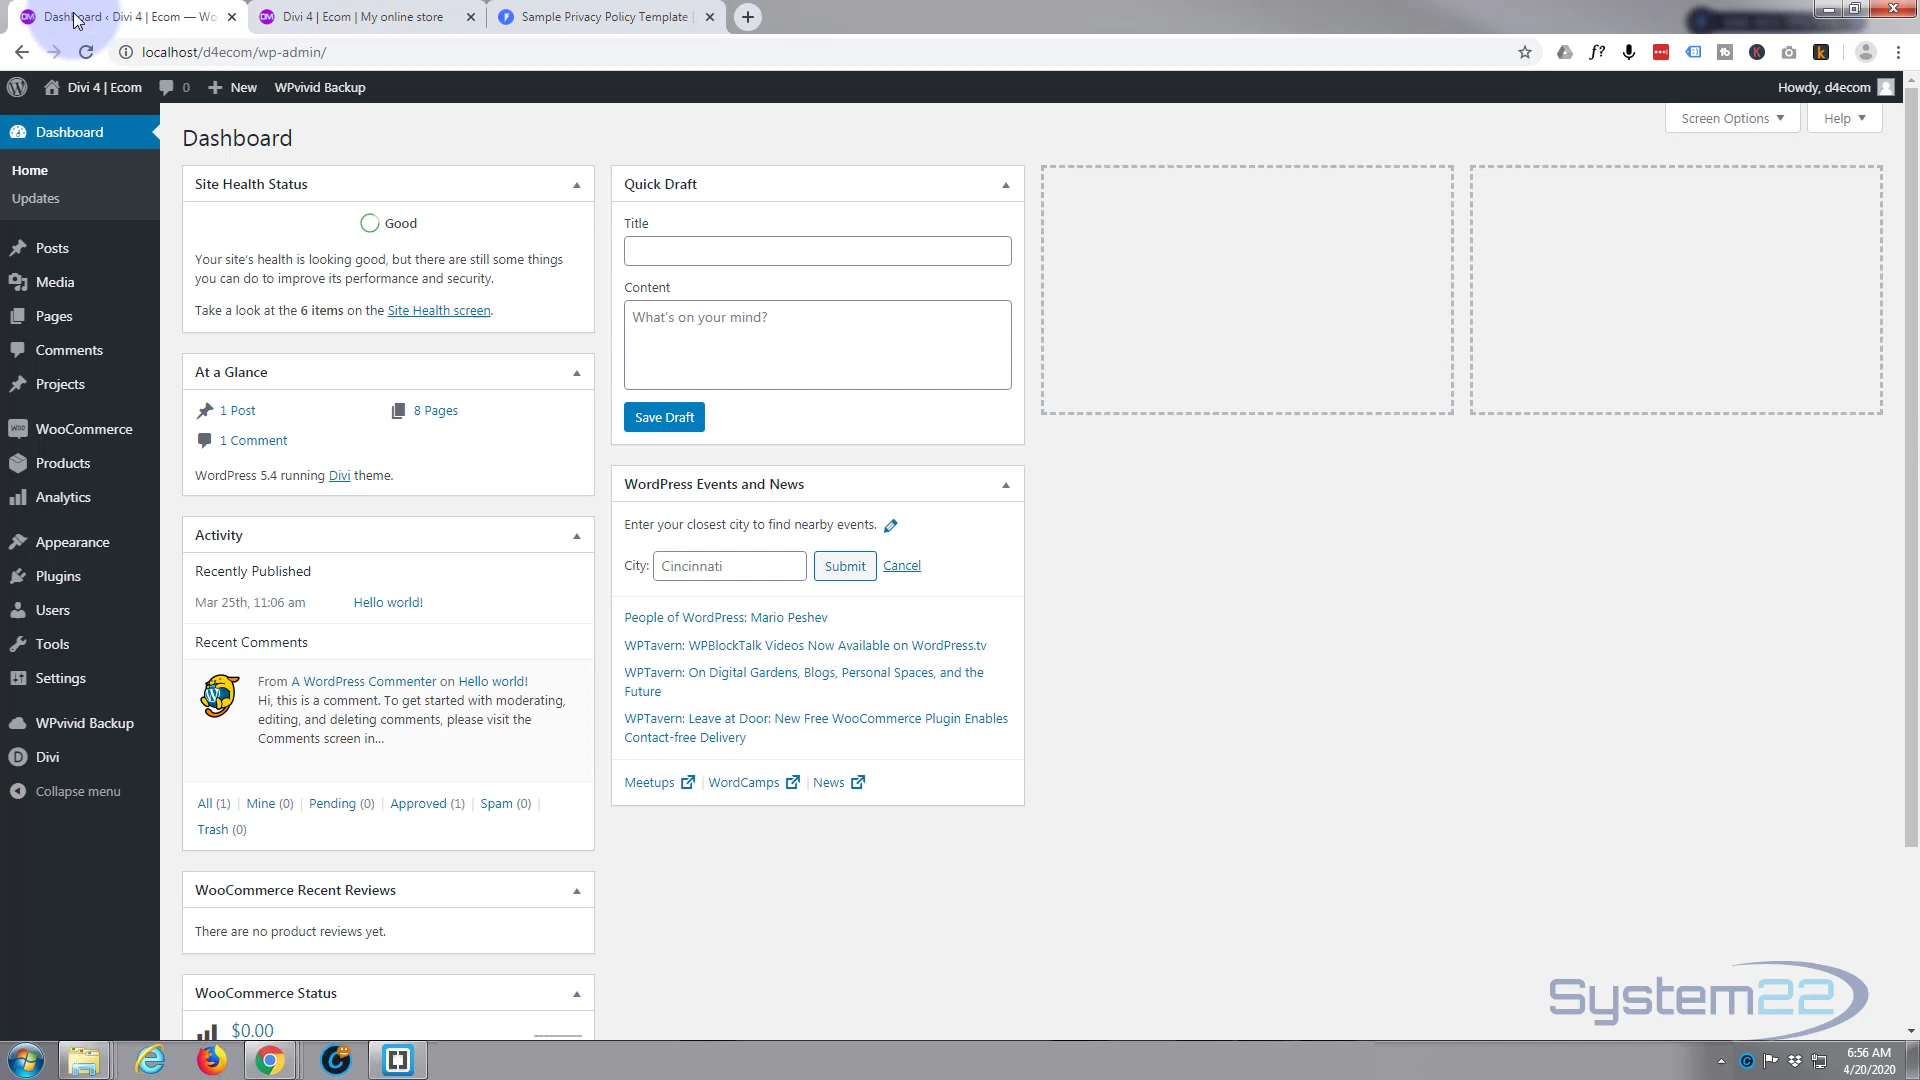 Dashboard ‹ Divi 4 | Ecom — Wo
Divi 4 | Ecom | My online store
Sample Privacy Policy Template
localhost/d4ecom/wp-admin/
f?
Divi 4 | Ecom
0
New
WPvivid Backup
Howdy, d4ecom
Dashboard
Home
Updates
Posts
Media
Pages
Comments
Projects
WooCommerce
Products
Analytics
Appearance
Plugins
Users
Tools
Settings
WPvivid Backup
Divi
Collapse menu
Screen Options
Help
Dashboard
Site Health Status
Good
Your site's health is looking good, but there are still some things
you can do to improve its performance and security.
Take a look at the 6 items on the Site Health screen.
At a Glance
1 Post
8 Pages
1 Comment
WordPress 5.4 running Divi theme.
Activity
Recently Published
Mar 25th, 11:06 am
Hello world!
Recent Comments
From A WordPress Commenter on Hello world!
Hi, this is a comment. To get started with moderating,
editing, and deleting comments, please visit the
Comments screen in...
All (1) | Mine (0) | Pending (0) | Approved (1) | Spam (0) |
Trash (0)
WooCommerce Recent Reviews
There are no product reviews yet.
WooCommerce Status
$0.00
Quick Draft
Title
Content
What's on your mind?
Save Draft
WordPress Events and News
Enter your closest city to find nearby events.
City: Cincinnati Submit Cancel
People of WordPress: Mario Peshev
WPTavern: WPBlockTalk Videos Now Available on WordPress.tv
WPTavern: On Digital Gardens, Blogs, Personal Spaces, and the
Future
WPTavern: Leave at Door: New Free WooCommerce Plugin Enables
Contact-free Delivery
Meetups | WordCamps | News
System22
6:56 AM
4/20/2020